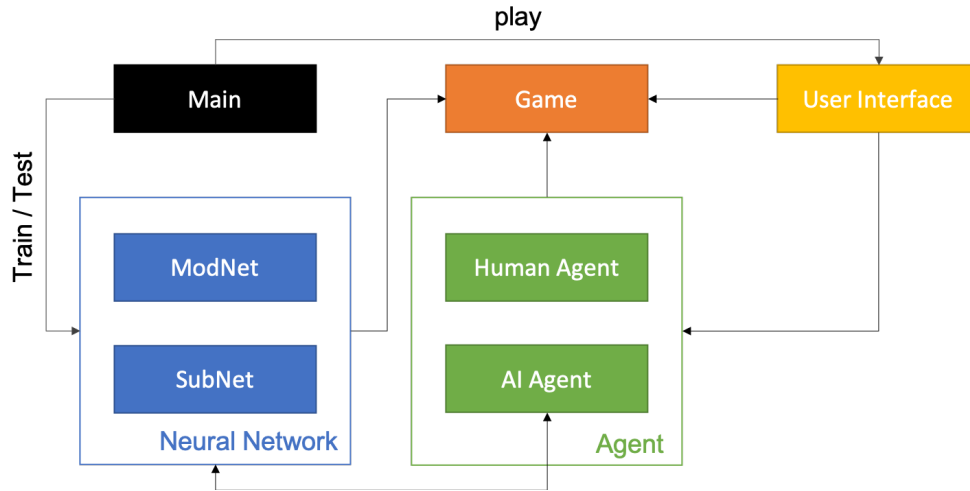 play
Main
Game
User Interface
Train / Test
ModNet
Human Agent
SubNet
AI Agent
Neural Network
Agent